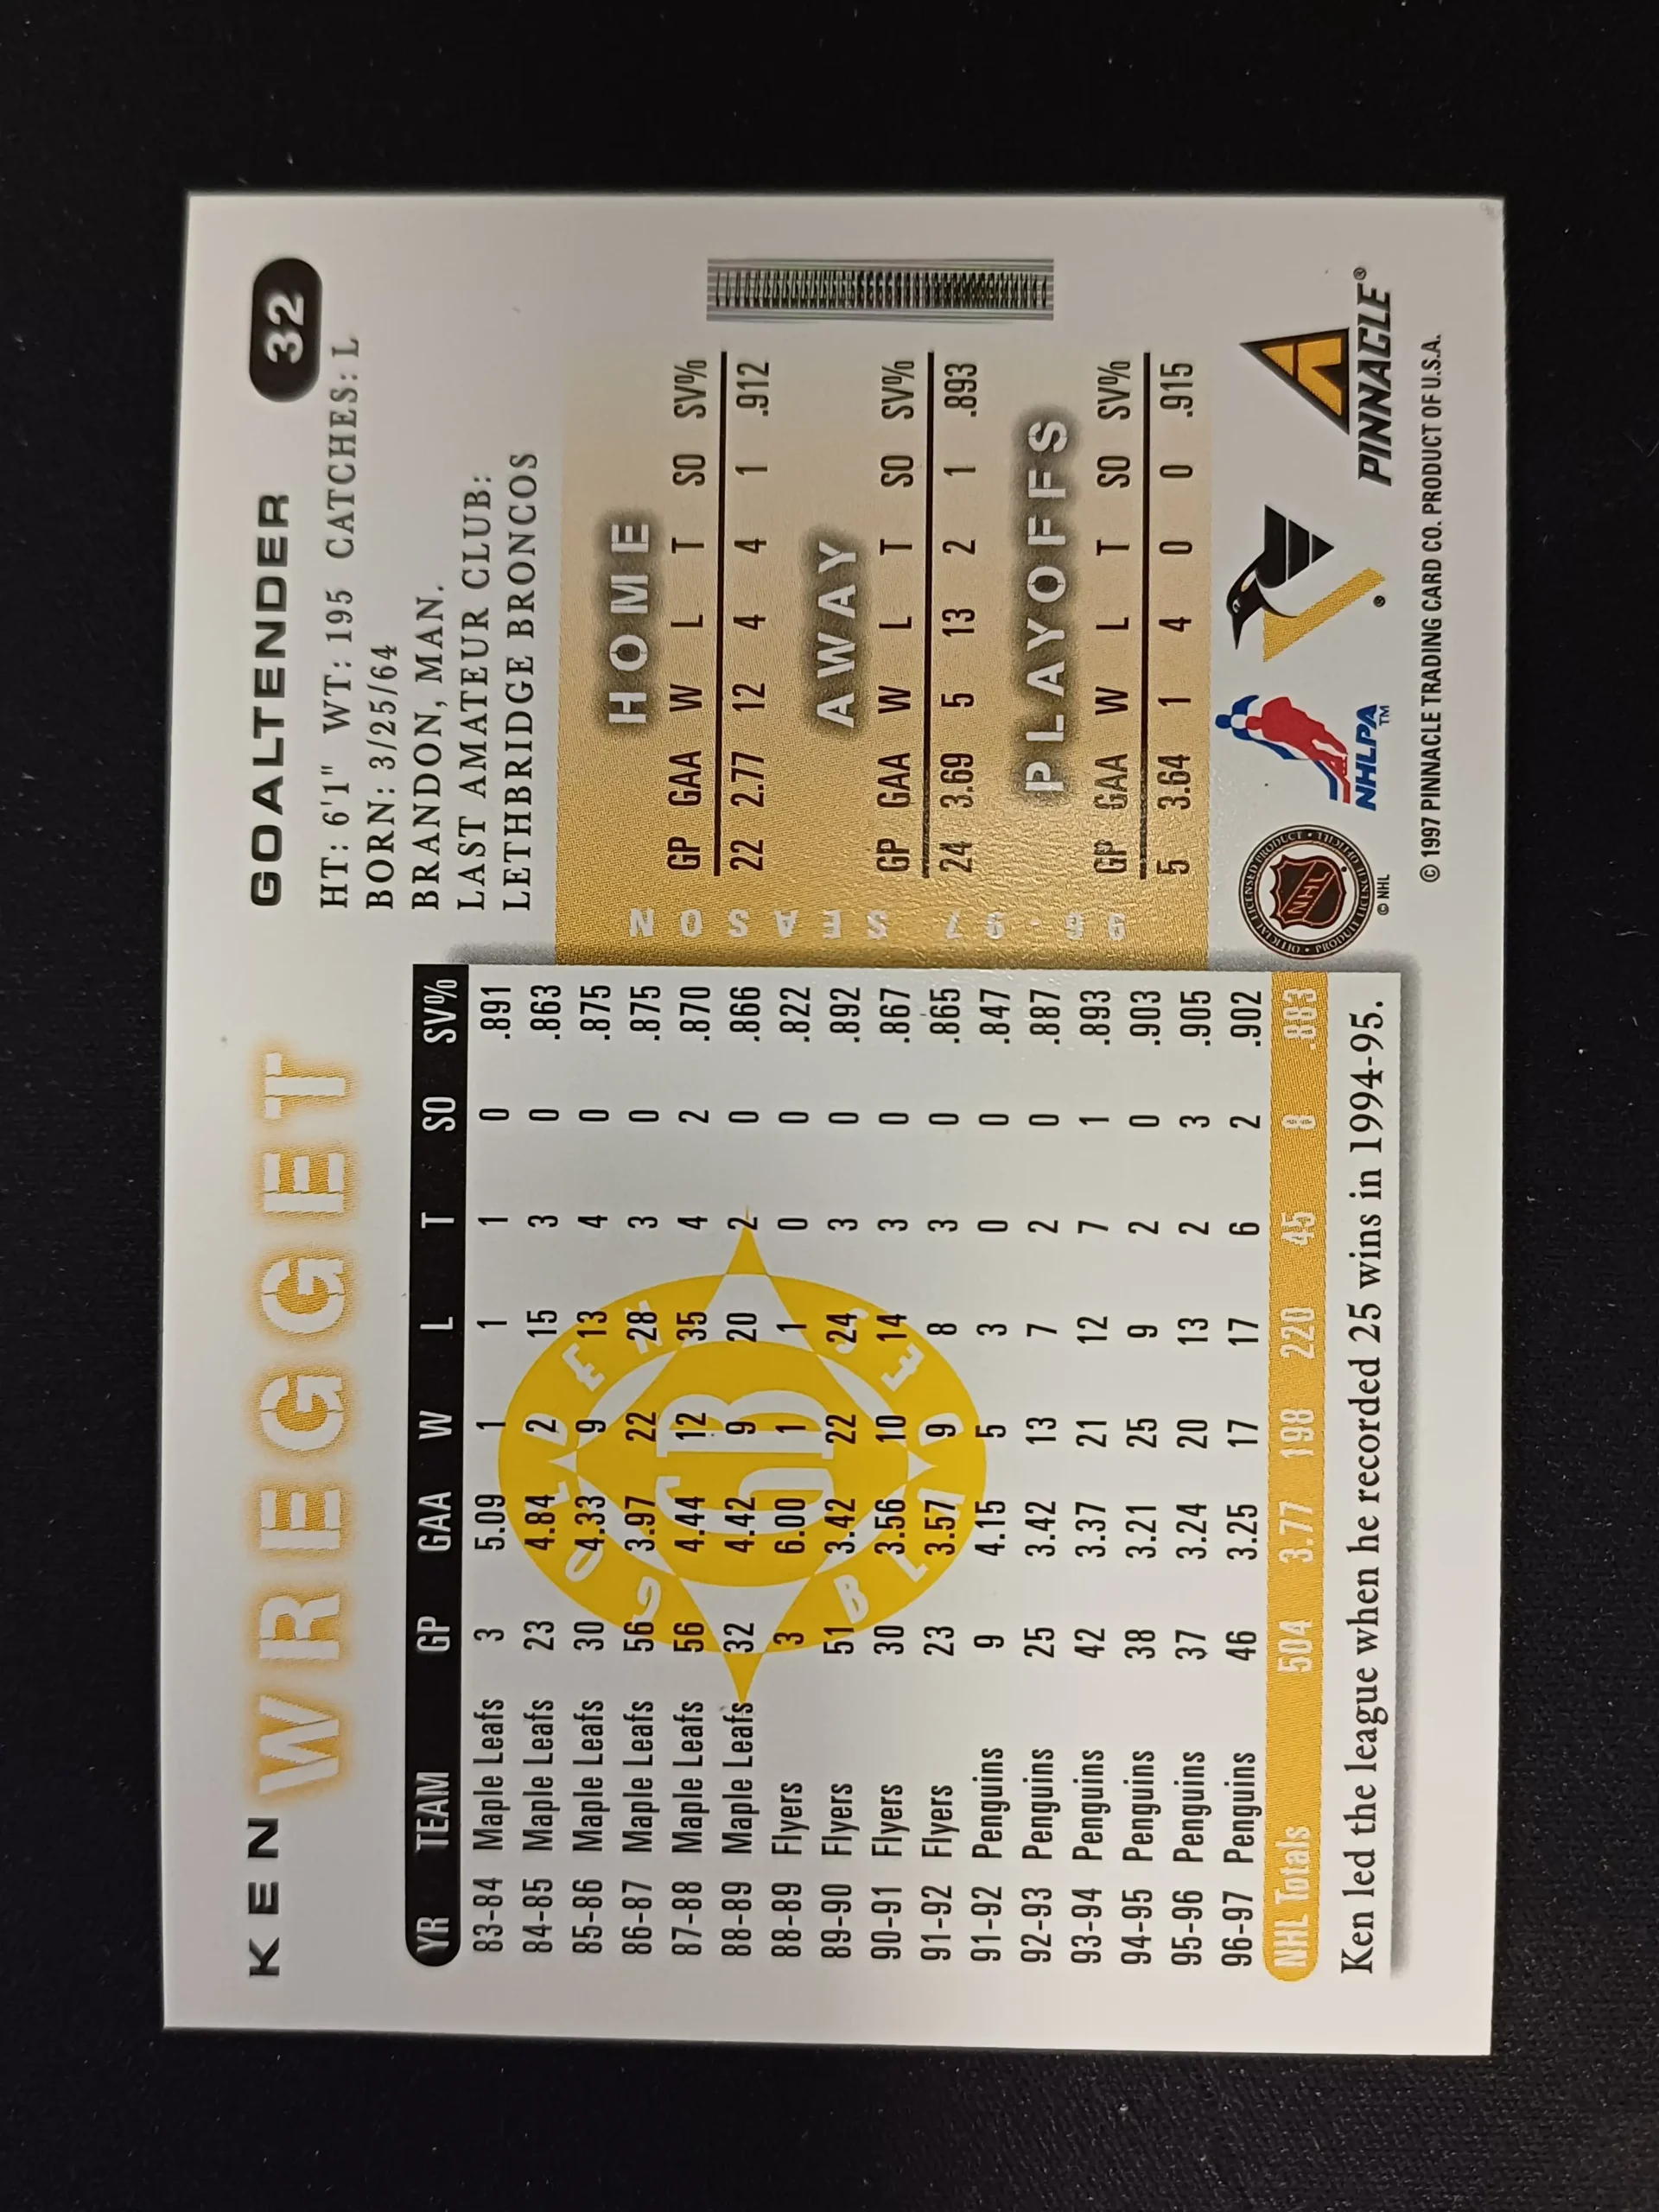 KEN WREGGET
YR TEAM GP GAA W L T SO SV%
83-84 Maple Leafs 3 5.09 1 1 1 0 .891
84-85 Maple Leafs 23 4.84 2 15 3 0 .863
85-86 Maple Leafs 30 4.33 9 13 4 0 .875
86-87 Maple Leafs 56 3.97 22 28 3 0 .875
87-88 Maple Leafs 56 4.44 12 35 4 2 .870
88-89 Maple Leafs 32 4.42 9 20 2 0 .866
88-89 Flyers 3 6.00 1 1 0 0 .822
89-90 Flyers 51 3.42 22 24 3 0 .892
90-91 Flyers 30 3.56 10 14 3 0 .867
91-92 Flyers 23 3.57 9 8 3 0 .865
91-92 Penguins 9 4.15 5 3 0 0 .847
92-93 Penguins 25 3.42 13 7 2 0 .887
93-94 Penguins 42 3.37 21 12 7 1 .893
94-95 Penguins 38 3.21 25 9 2 0 .903
95-96 Penguins 37 3.24 20 13 2 3 .905
96-97 Penguins 46 3.25 17 17 6 2 .902
NHL Totals 504 3.77 198 220 45 8 .883
Ken led the league when he recorded 25 wins in 1994-95.
GOLDEN BLADES
GB
GOALTENDER 32
HT: 6'1" WT: 195 CATCHES: L
BORN: 3/25/64
BRANDON, MAN.
LAST AMATEUR CLUB:
LETHBRIDGE BRONCOS
96-97 SEASON
HOME
GP GAA W L T SO SV%
22 2.77 12 4 4 1 .912
AWAY
GP GAA W L T SO SV%
24 3.69 5 13 2 1 .893
PLAYOFFS
GP GAA W L T SO SV%
5 3.64 1 4 0 0 .915
OFFICIAL LICENSED PRODUCT
NHL
© NHL
NHLPA™
®
PINNACLE®
© 1997 PINNACLE TRADING CARD CO. PRODUCT OF U.S.A.